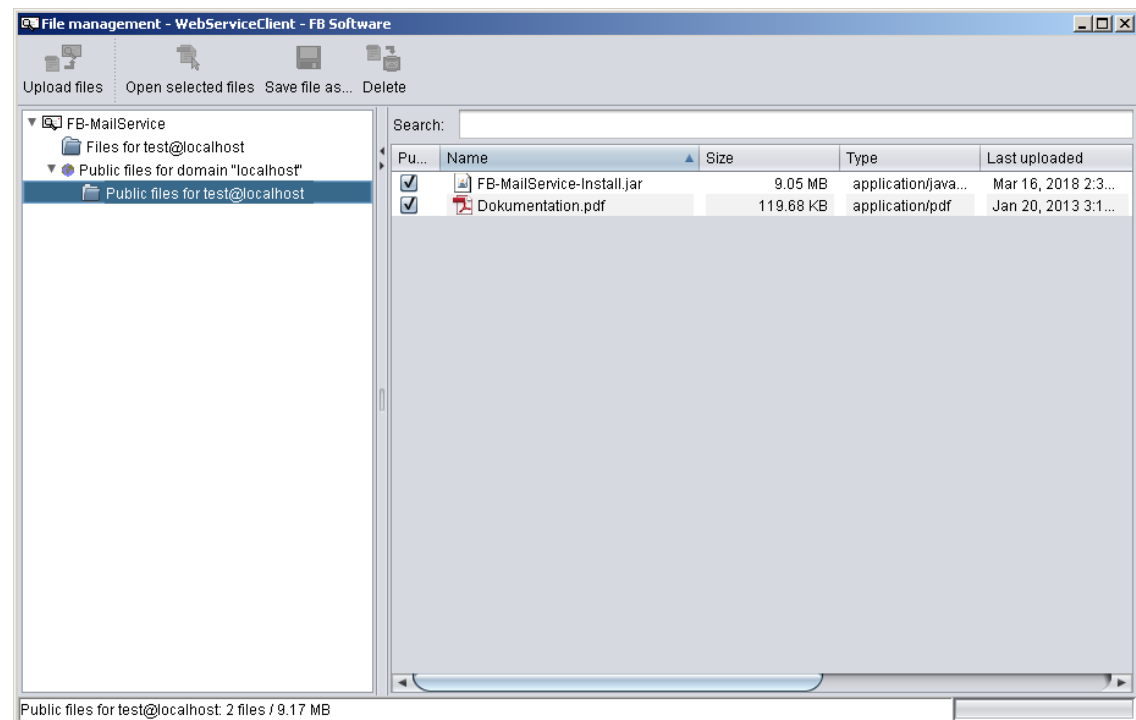 File management - WebServiceClient - FB Software
Upload files Open selected files Save file as... Delete
FB-MailService
Files for test@localhost
Public files for domain "localhost"
Public files for test@localhost
Search:
Pu... Name Size Type Last uploaded
FB-MailService-Install.jar 9.05 MB application/java... Mar 16, 2018 2:3...
Dokumentation.pdf 119.68 KB application/pdf Jan 20, 2013 3:1...
Public files for test@localhost: 2 files / 9.17 MB